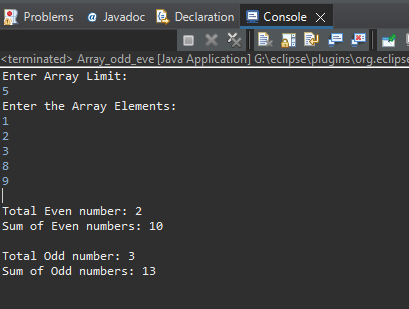 Problems Javadoc Declaration Console
<terminated> Array_odd_eve [Java Application] G:\eclipse\plugins\org.eclipse
Enter Array Limit:
5
Enter the Array Elements:
1
2
3
8
9
Total Even number: 2
Sum of Even numbers: 10
Total Odd number: 3
Sum of Odd numbers: 13